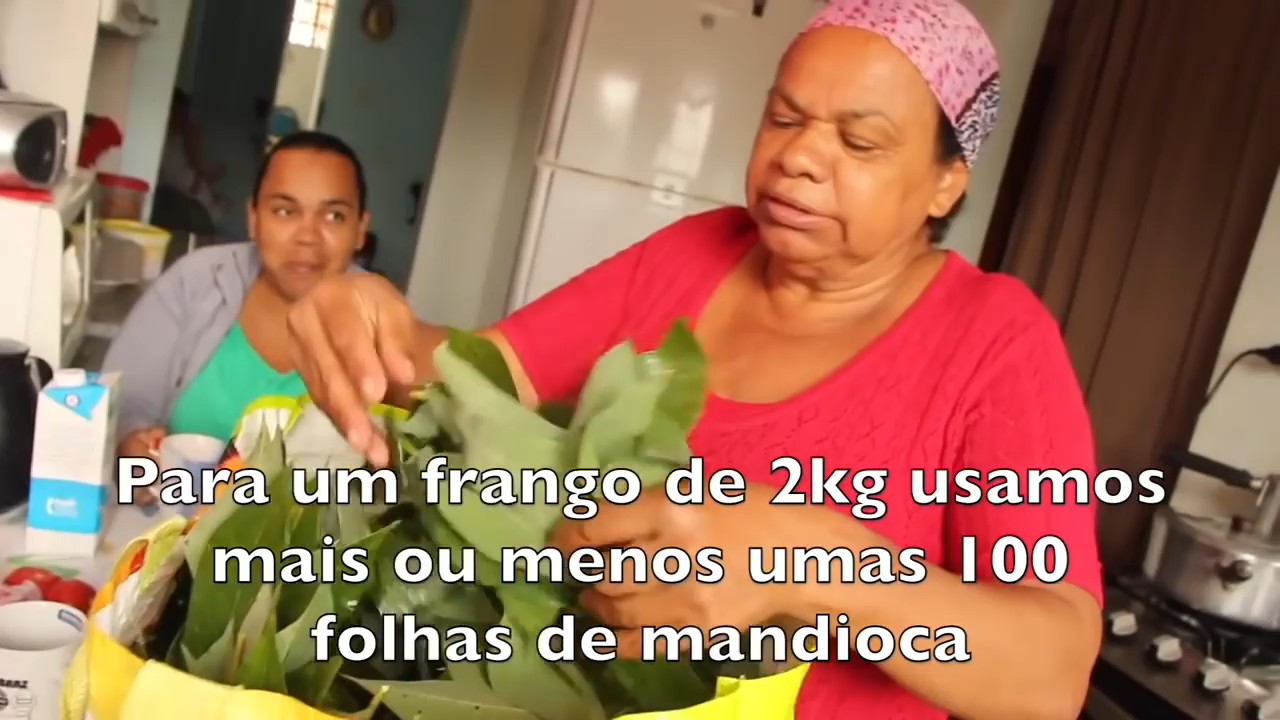 Para um frango de 2kg usamos
mais ou menos umas 100
folhas de mandioca